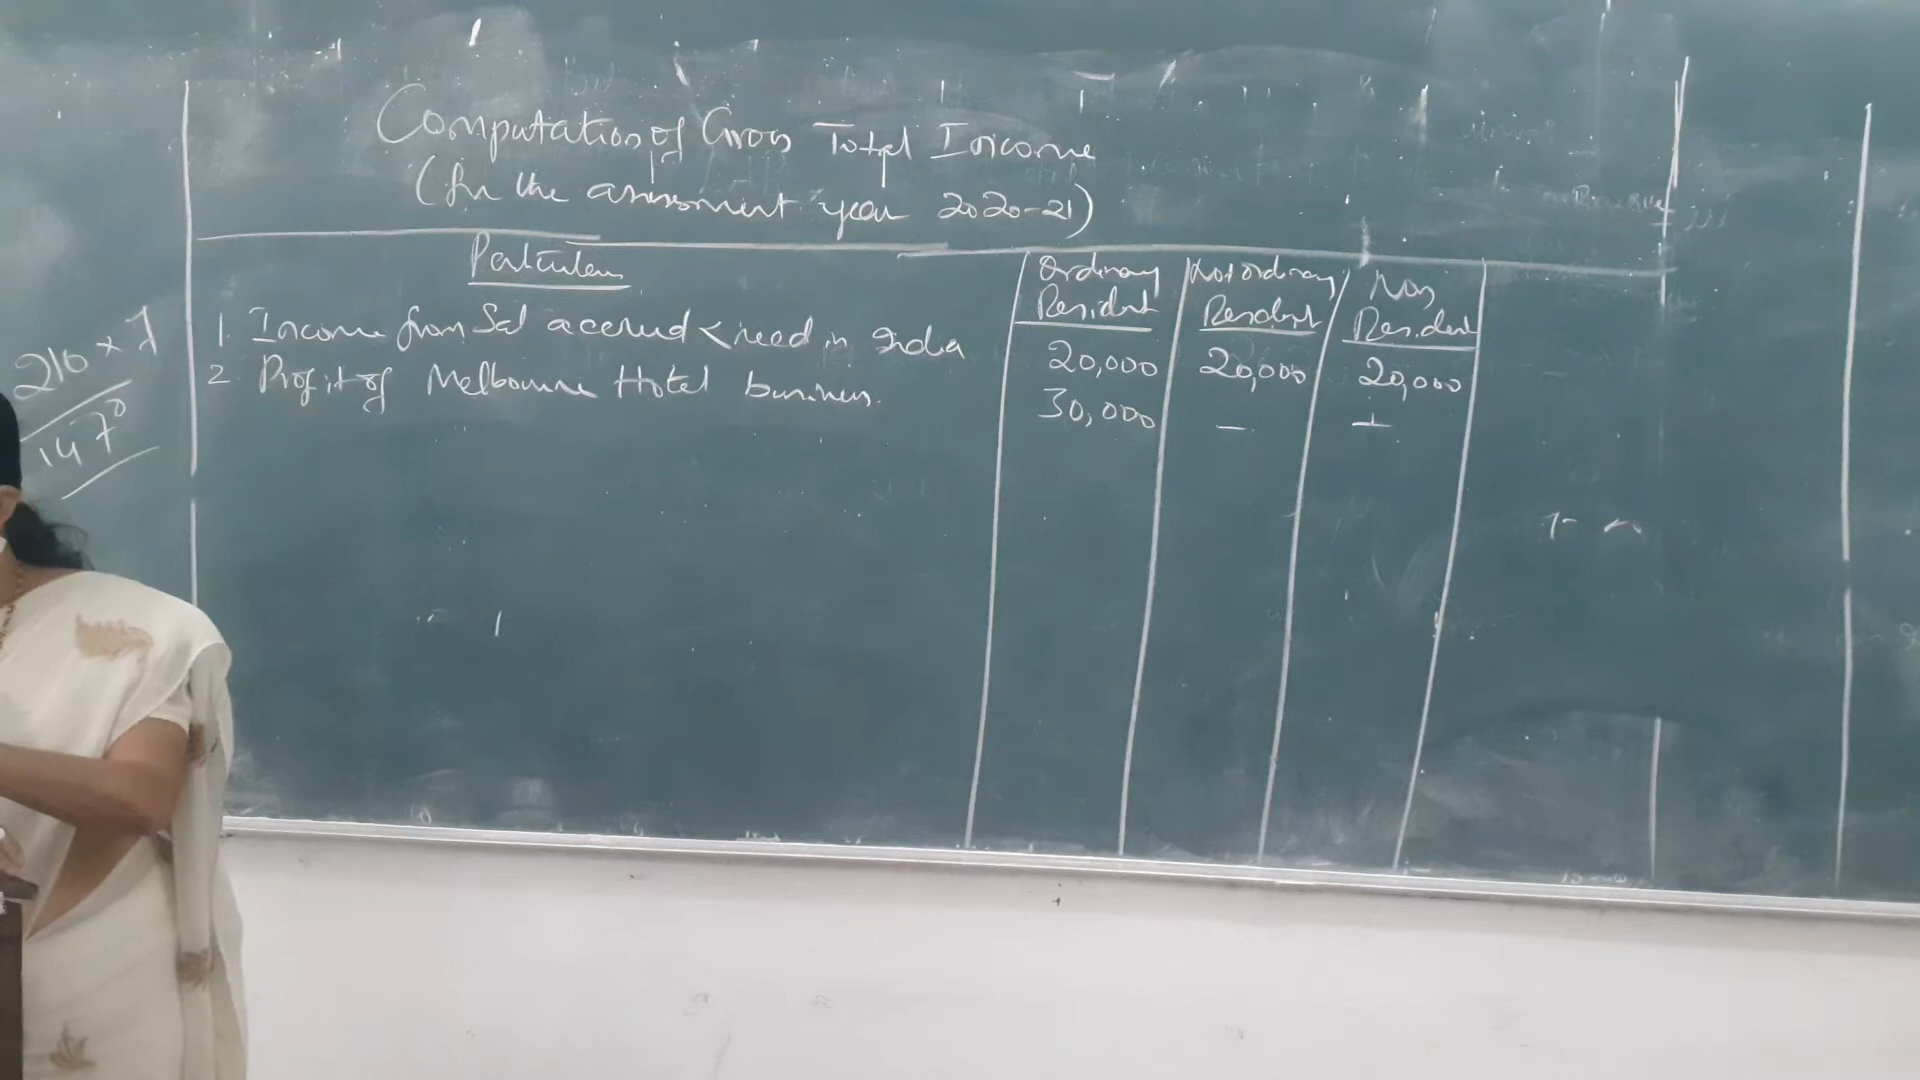 Computation of Gross Total Income
(for the assessment year 2020-21)
Particulars
Ordinary Resident
Not ordinary Resident
Non Resident
1. Income from Sal accrued & recd in India 20,000 20,000 20,000
2. Profit of Melbourne Hotel business. 30,000 — —
210 × 7
1470